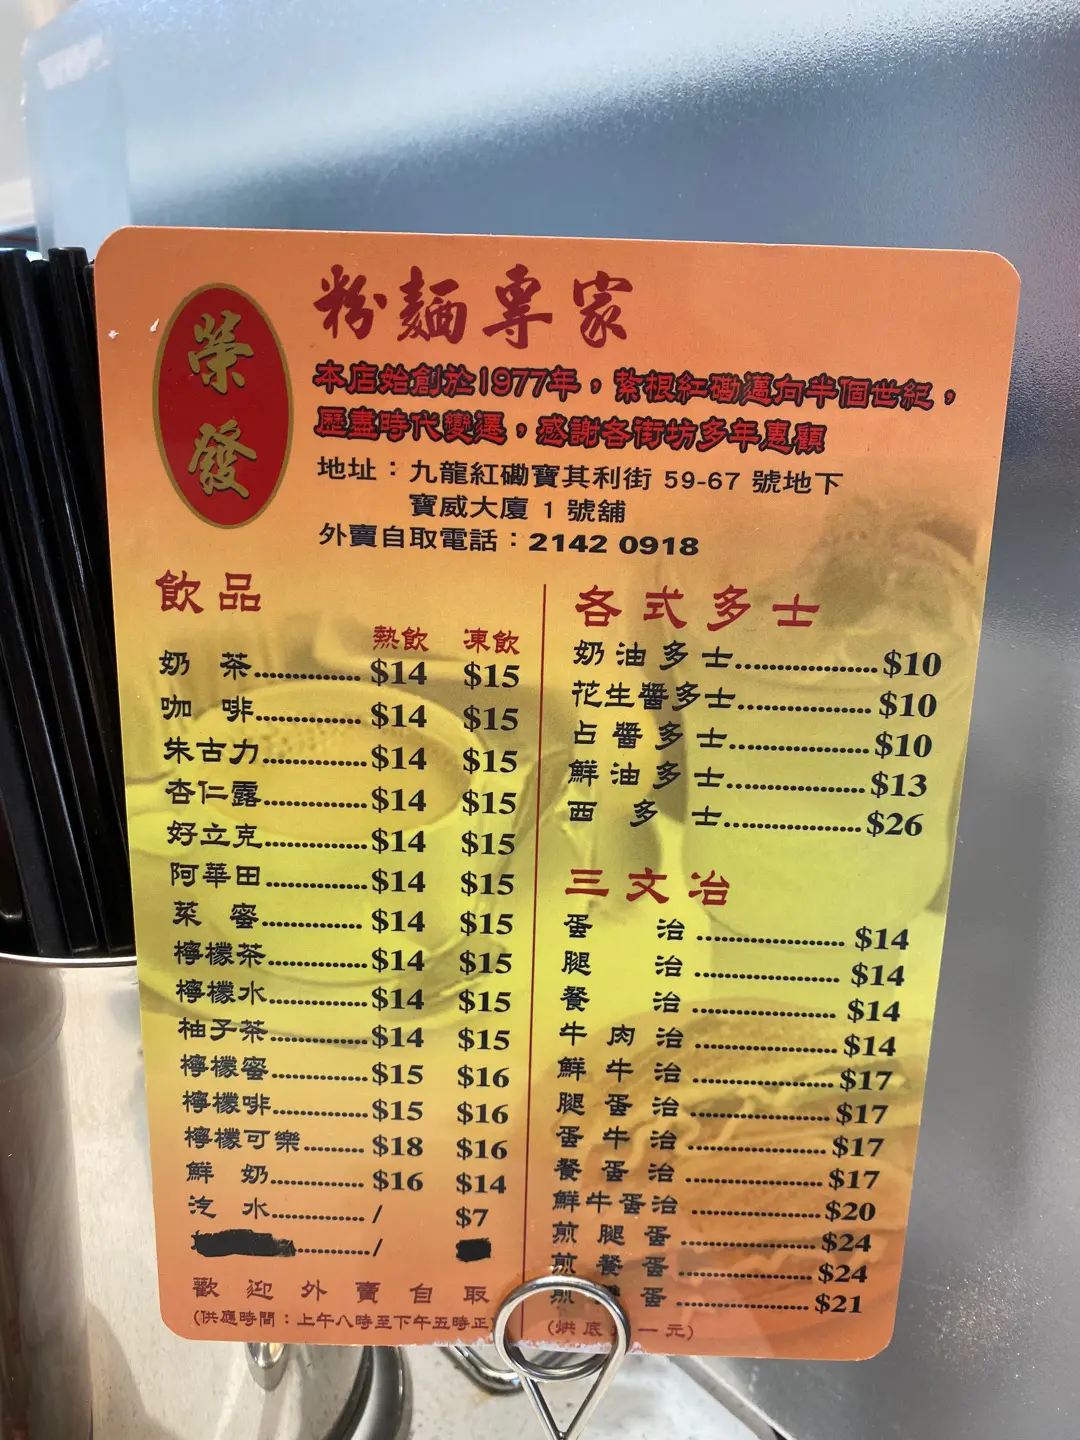 榮發
粉麵專家
本店始創於1977年，紮根紅磡邁向半個世紀，
歷盡時代變遷，感謝各街坊多年惠顧
地址：九龍紅磡寶其利街 59-67 號地下
寶威大廈 1 號舖
外賣自取電話：2142 0918
飲品
熱飲 凍飲
奶茶.............. $14 $15
咖啡.............. $14 $15
朱古力.............. $14 $15
杏仁露.............. $14 $15
好立克.............. $14 $15
阿華田.............. $14 $15
菜蜜.............. $14 $15
檸檬茶.............. $14 $15
檸檬水.............. $14 $15
柚子茶.............. $14 $15
檸檬蜜.............. $15 $16
檸檬啡.............. $15 $16
檸檬可樂......... $18 $16
鮮奶.............. $16 $14
汽水.............. / $7
........... /
歡迎外賣自取
(供應時間：上午八時至下午五時正)
各式多士
奶油多士.................. $10
花生醬多士................. $10
占醬多士.................. $10
鮮油多士.................. $13
西多士.................. $26
三文治
蛋治 ................... $14
腿治 ................... $14
餐治 ................... $14
牛肉治 ................... $14
鮮牛治 ................... $17
腿蛋治 ................... $17
蛋牛治 ................... $17
餐蛋治 ................... $17
鮮牛蛋治 ................. $20
煎腿蛋 ................... $24
煎餐蛋 ................. $24
煎蛋 ................. $21
(烘底一元)